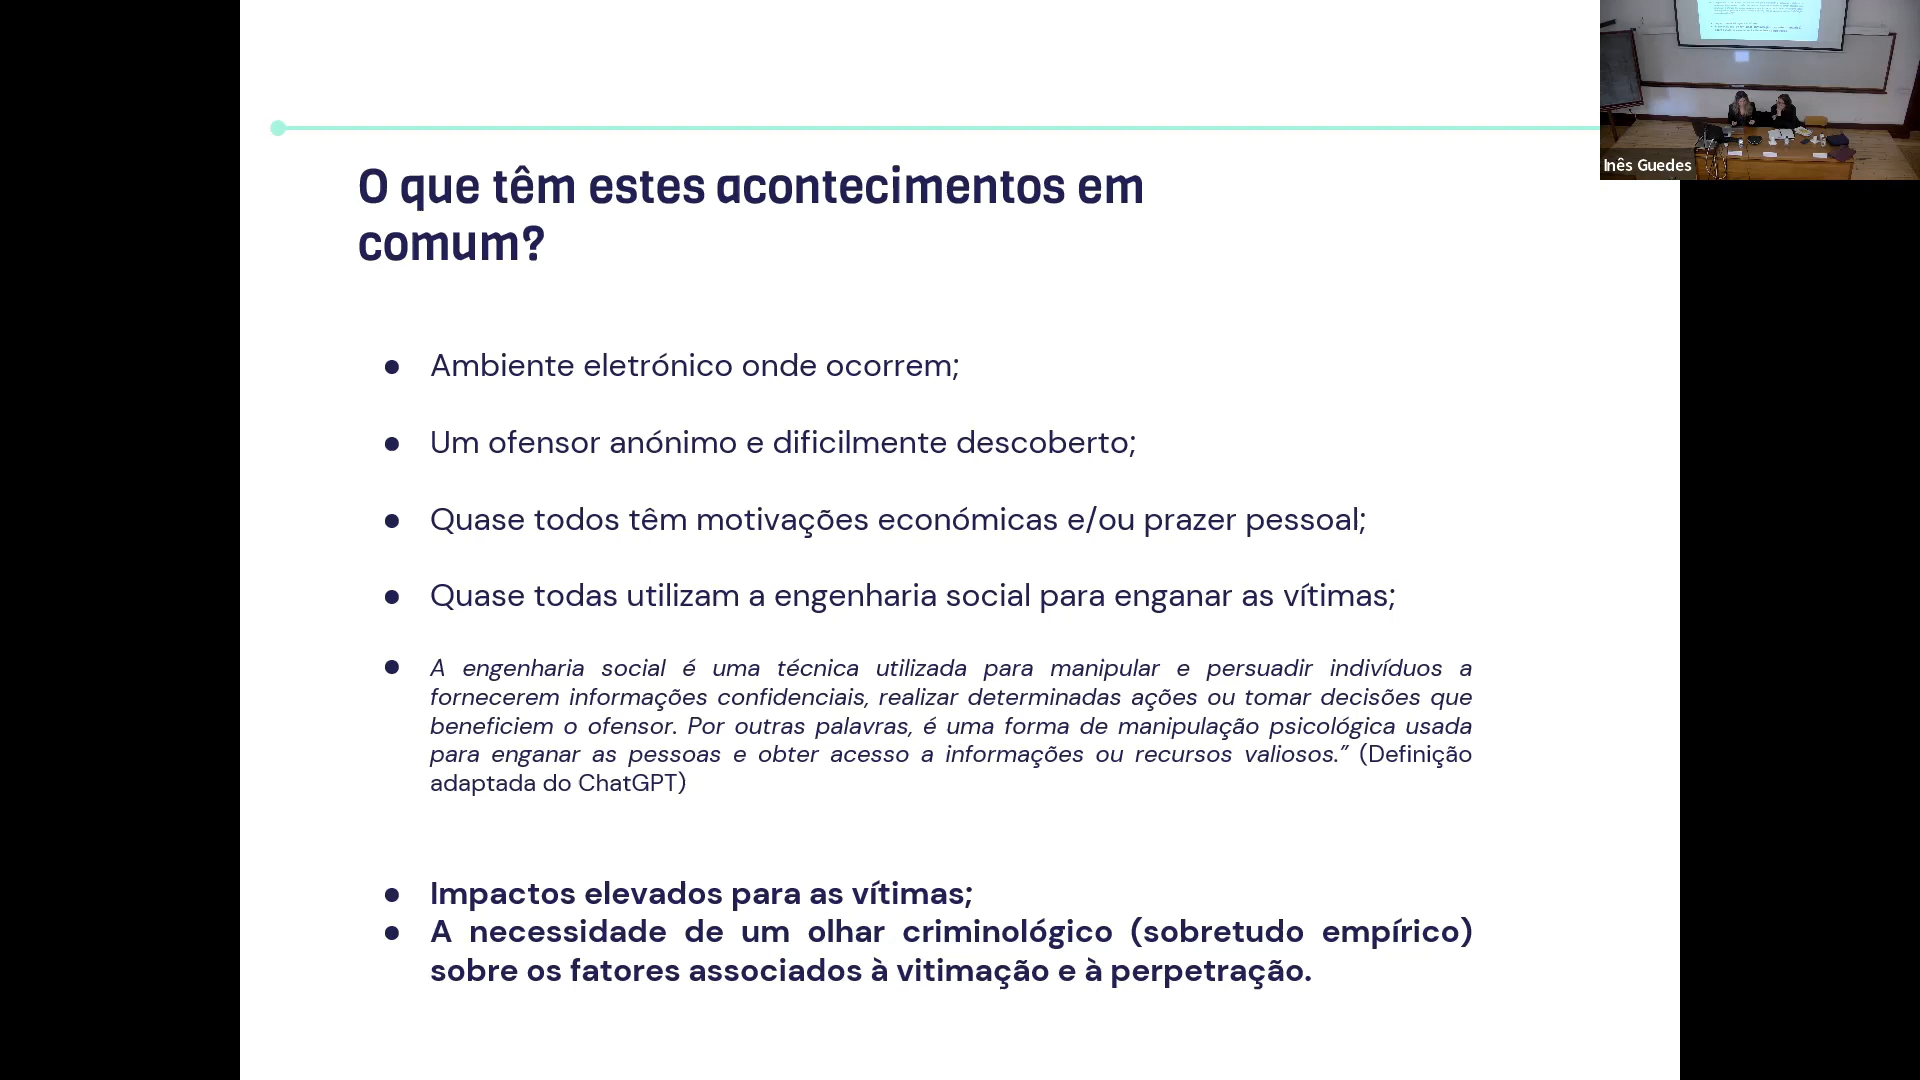 O que têm estes acontecimentos em
comum?
● Ambiente eletrónico onde ocorrem;
● Um ofensor anónimo e dificilmente descoberto;
● Quase todos têm motivações económicas e/ou prazer pessoal;
● Quase todas utilizam a engenharia social para enganar as vítimas;
● A engenharia social é uma técnica utilizada para manipular e persuadir indivíduos a
fornecerem informações confidenciais, realizar determinadas ações ou tomar decisões que
beneficiem o ofensor. Por outras palavras, é uma forma de manipulação psicológica usada
para enganar as pessoas e obter acesso a informações ou recursos valiosos.” (Definição
adaptada do ChatGPT)
● Impactos elevados para as vítimas;
● A necessidade de um olhar criminológico (sobretudo empírico)
sobre os fatores associados à vitimação e à perpetração.
Inês Guedes